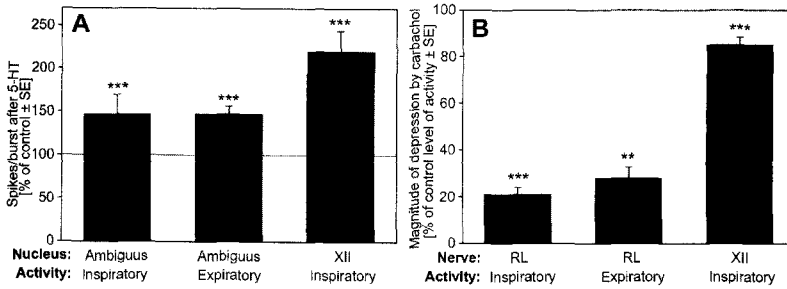 A
Spikes/burst after 5-HT
[% of control ± SE]
250
200
150
100
50
0
***
***
***
Nucleus: Ambiguus Ambiguus XII
Activity: Inspiratory Expiratory Inspiratory
B
Magnitude of depression by carbachol
[% of control level of activity ± SE]
100
80
60
40
20
0
***
**
***
Nerve: RL RL XII
Activity: Inspiratory Expiratory Inspiratory